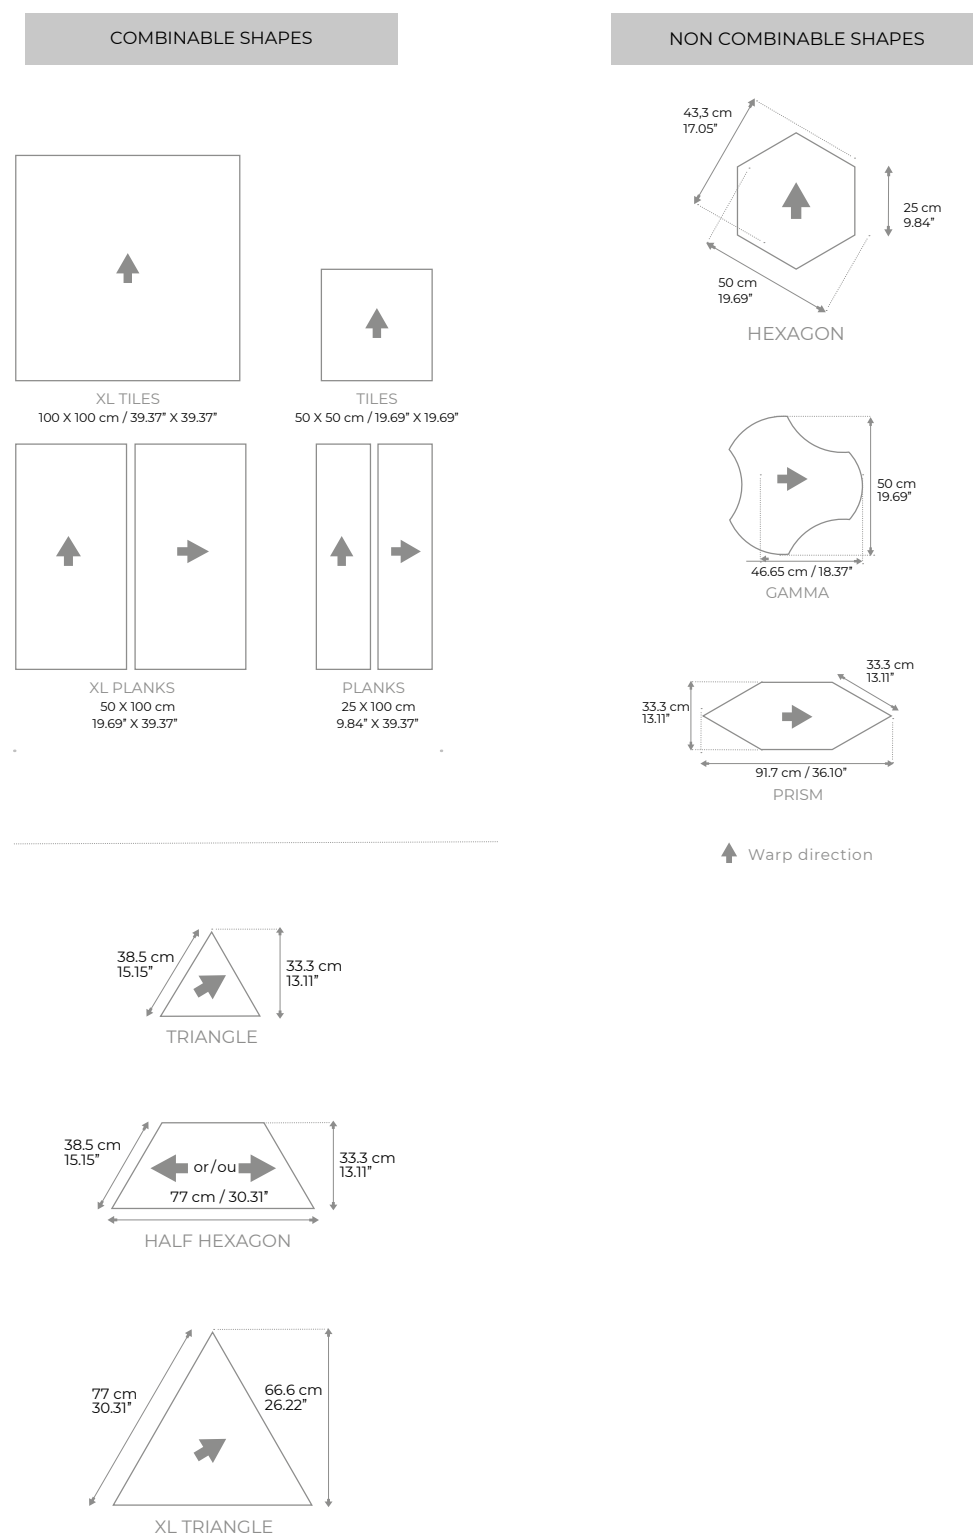 COMBINABLE SHAPES
XL TILES
100 X 100 cm / 39.37” X 39.37”
TILES
50 X 50 cm / 19.69” X 19.69”
XL PLANKS
50 X 100 cm
19.69” X 39.37”
PLANKS
25 X 100 cm
9.84” X 39.37”
38.5 cm
15.15”
33.3 cm
13.11”
TRIANGLE
38.5 cm
15.15”
or/ou
77 cm / 30.31”
33.3 cm
13.11”
HALF HEXAGON
77 cm
30.31”
66.6 cm
26.22”
XL TRIANGLE
NON COMBINABLE SHAPES
43,3 cm
17.05”
25 cm
9.84”
50 cm
19.69”
HEXAGON
50 cm
19.69”
46.65 cm / 18.37”
GAMMA
33.3 cm
13.11”
33.3 cm
13.11”
91.7 cm / 36.10”
PRISM
Warp direction